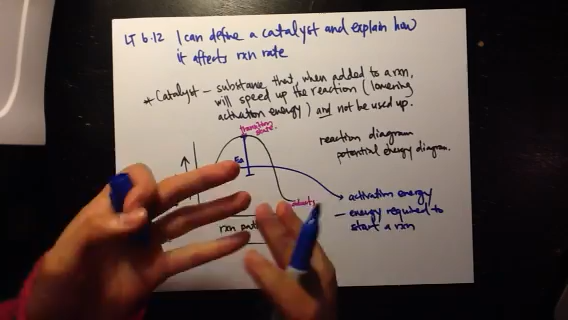 LT 6.12 I can define a catalyst and explain how
it affects rxn rate
* Catalyst - substance that, when added to a rxn,
will speed up the reaction (lowering
activation energy) and not be used up.
transition
state.
reaction diagram
potential energy diagram.
Ea
activation energy
- energy required to
start a rxn
rxn